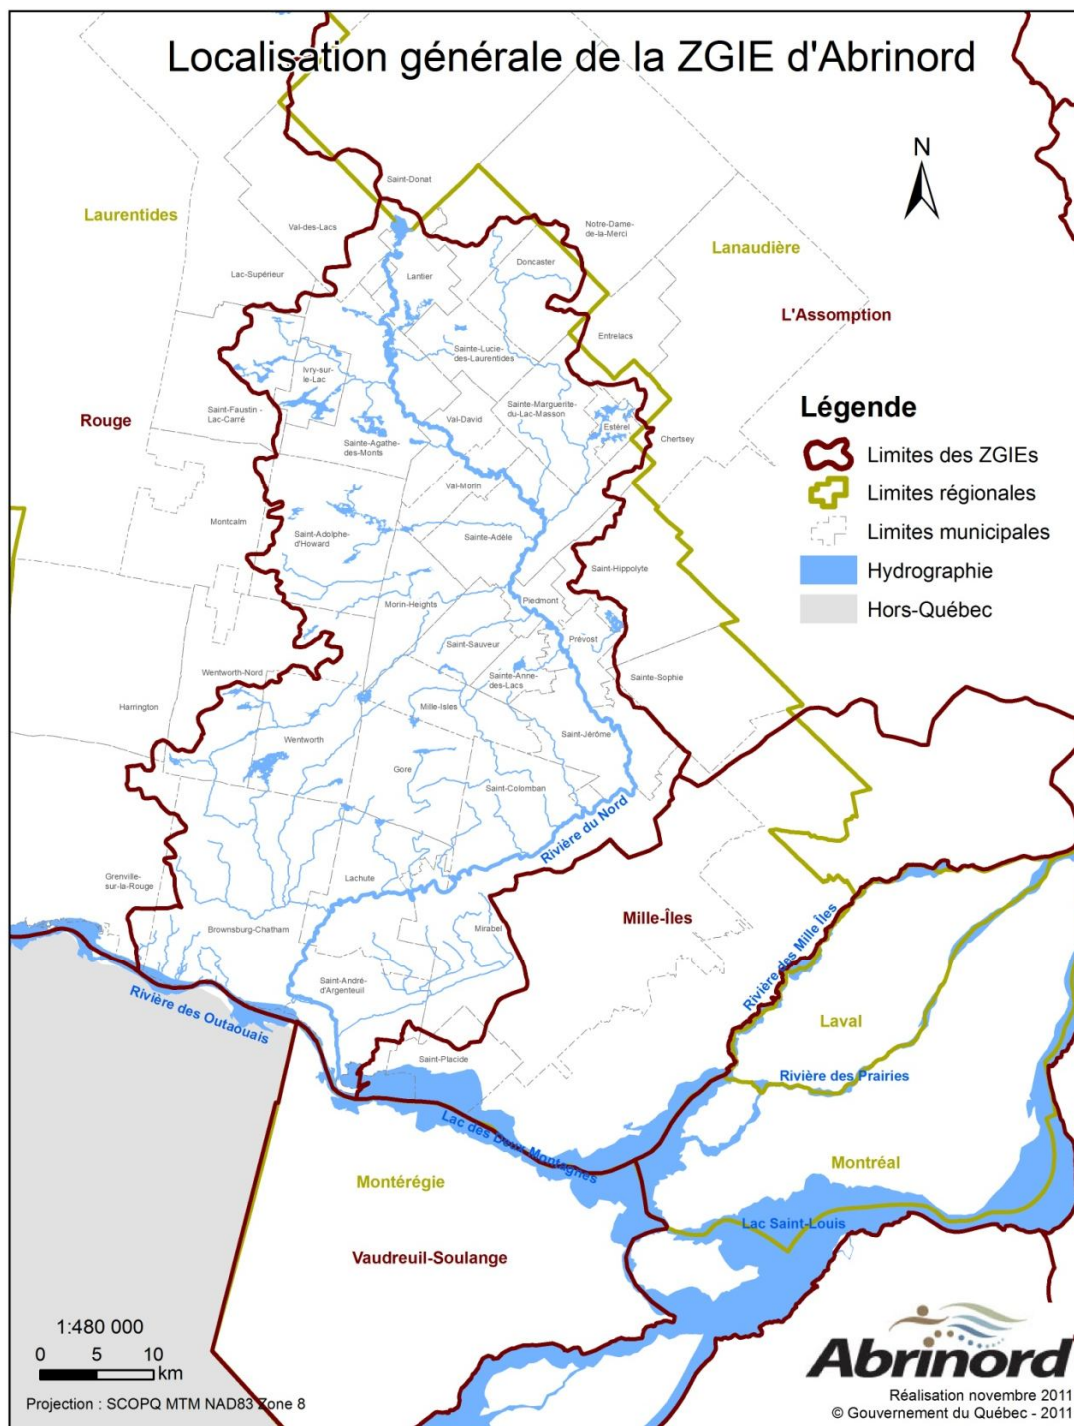 Localisation générale de la ZGIE d'Abrinord
N
Saint-Donat
Laurentides
Val-des-Lacs
Notre-Dame-
de-la-Merci
Lanaudière
Lac-Supérieur
Lantier
Doncaster
L'Assomption
Entrelacs
Sainte-Lucie-
des-Laurentides
Ivry-sur-
le-Lac
Rouge
Saint-Faustin -
Lac-Carré
Val-David
Sainte-Marguerite-
du-Lac-Masson
Estérel
Chertsey
Sainte-Agathe-
des-Monts
Légende
Limites des ZGIEs
Limites régionales
Limites municipales
Hydrographie
Hors-Québec
Val-Morin
Montcalm
Saint-Adolphe-
d'Howard
Sainte-Adèle
Saint-Hippolyte
Morin-Heights
Piedmont
Prévost
Saint-Sauveur
Wentworth-Nord
Sainte-Anne-
des-Lacs
Sainte-Sophie
Harrington
Mille-Isles
Wentworth
Saint-Jérôme
Gore
Saint-Colomban
Rivière du Nord
Grenville-
sur-la-Rouge
Lachute
Mille-Îles
Brownsburg-Chatham
Mirabel
Rivière des Mille Îles
Saint-André-
d'Argenteuil
Rivière des Outaouais
Laval
Saint-Placide
Rivière des Prairies
Lac des Deux Montagnes
Montérégie
Montréal
Lac Saint-Louis
Vaudreuil-Soulange
1:480 000
0 5 10
km
Projection : SCOPQ MTM NAD83 Zone 8
Abrinord
Réalisation novembre 2011
© Gouvernement du Québec - 2011